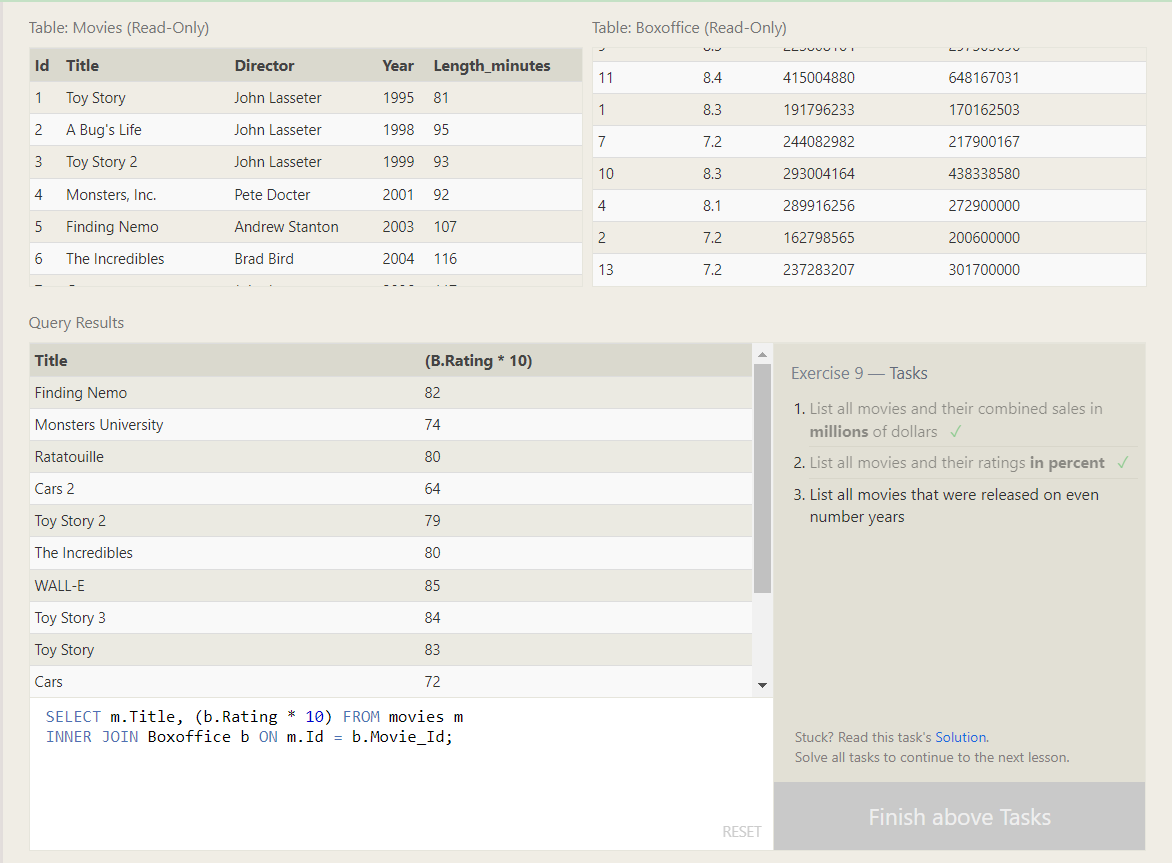 Table: Movies (Read-Only)
Id Title Director Year Length_minutes
1 Toy Story John Lasseter 1995 81
2 A Bug's Life John Lasseter 1998 95
3 Toy Story 2 John Lasseter 1999 93
4 Monsters, Inc. Pete Docter 2001 92
5 Finding Nemo Andrew Stanton 2003 107
6 The Incredibles Brad Bird 2004 116
Table: Boxoffice (Read-Only)
11 8.4 415004880 648167031
1 8.3 191796233 170162503
7 7.2 244082982 217900167
10 8.3 293004164 438338580
4 8.1 289916256 272900000
2 7.2 162798565 200600000
13 7.2 237283207 301700000
Query Results
Title (B.Rating * 10)
Finding Nemo 82
Monsters University 74
Ratatouille 80
Cars 2 64
Toy Story 2 79
The Incredibles 80
WALL-E 85
Toy Story 3 84
Toy Story 83
Cars 72
SELECT m.Title, (b.Rating * 10) FROM movies m
INNER JOIN Boxoffice b ON m.Id = b.Movie_Id;
RESET
Exercise 9 — Tasks
1. List all movies and their combined sales in
millions of dollars ✓
2. List all movies and their ratings in percent ✓
3. List all movies that were released on even
number years
Stuck? Read this task's Solution.
Solve all tasks to continue to the next lesson.
Finish above Tasks